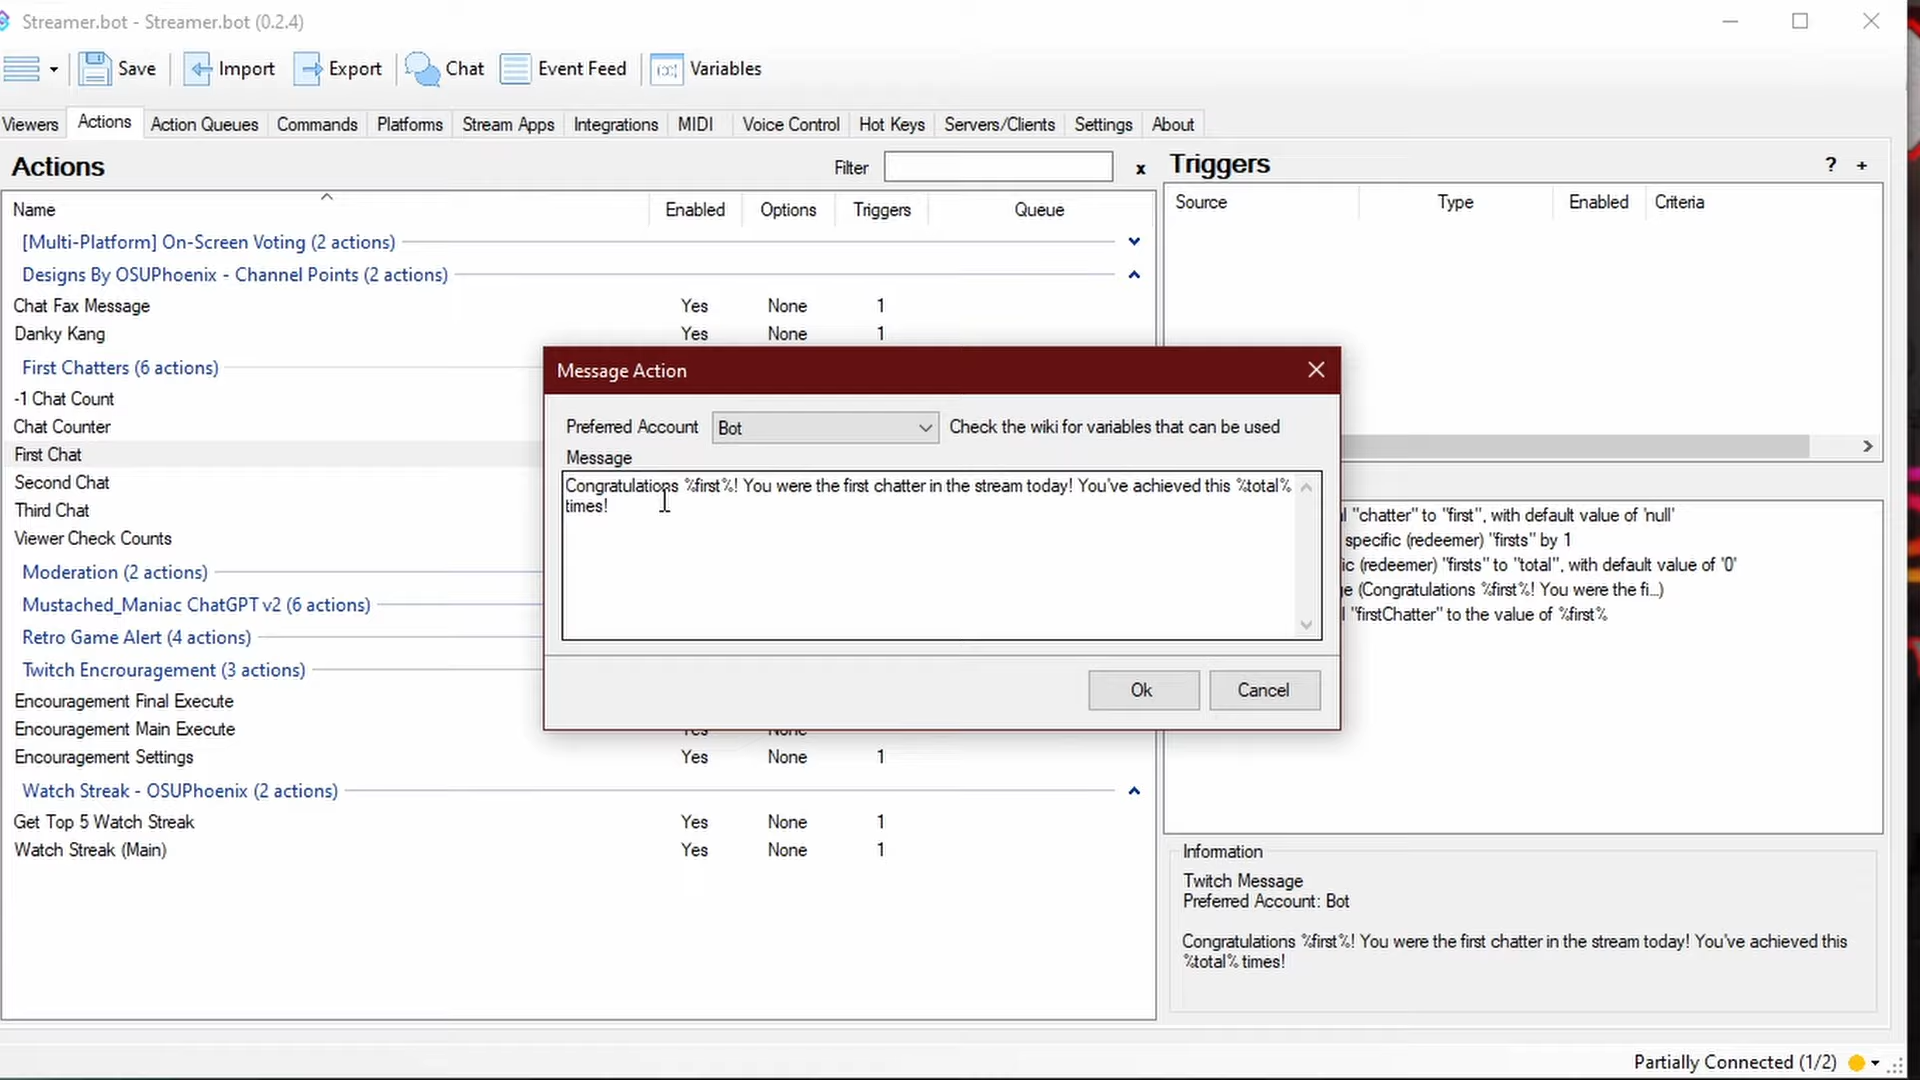 Streamer.bot - Streamer.bot (0.2.4)
Save Import Export Chat Event Feed Variables
Viewers Actions Action Queues Commands Platforms Stream Apps Integrations MIDI Voice Control Hot Keys Servers/Clients Settings About
Actions
Filter x
Name Enabled Options Triggers Queue
[Multi-Platform] On-Screen Voting (2 actions)
Designs By OSUPhoenix - Channel Points (2 actions)
Chat Fax Message Yes None 1
Danky Kang Yes None 1
First Chatters (6 actions)
-1 Chat Count
Chat Counter
First Chat
Second Chat
Third Chat
Viewer Check Counts
Moderation (2 actions)
Mustached_Maniac ChatGPT v2 (6 actions)
Retro Game Alert (4 actions)
Twitch Encrouragement (3 actions)
Encouragement Final Execute
Encouragement Main Execute Yes None
Encouragement Settings Yes None 1
Watch Streak - OSUPhoenix (2 actions)
Get Top 5 Watch Streak Yes None 1
Watch Streak (Main) Yes None 1
Triggers ? +
Source Type Enabled Criteria
Message Action
Preferred Account Bot Check the wiki for variables that can be used
Message
Congratulations %first%! You were the first chatter in the stream today! You've achieved this %total%
times!
Ok Cancel
"chatter" to "first", with default value of 'null'
specific (redeemer) "firsts" by 1
(redeemer) "firsts" to "total", with default value of '0'
(Congratulations %first%! You were the fi...)
"firstChatter" to the value of %first%
Information
Twitch Message
Preferred Account: Bot
Congratulations %first%! You were the first chatter in the stream today! You've achieved this
%total% times!
Partially Connected (1/2)